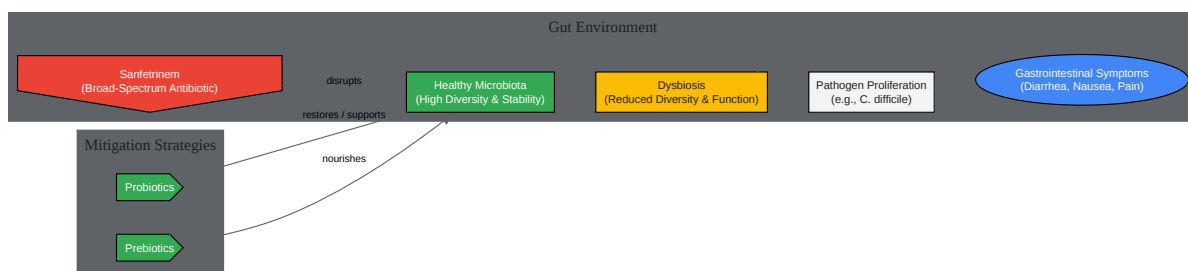 Gut Environment
Sanfetrinem
(Broad-Spectrum Antibiotic)
disrupts
Healthy Microbiota
(High Diversity & Stability)
Dysbiosis
(Reduced Diversity & Function)
Pathogen Proliferation
(e.g., C. difficile)
Gastrointestinal Symptoms
(Diarrhea, Nausea, Pain)
restores / supports
nourishes
Mitigation Strategies
Probiotics
Prebiotics